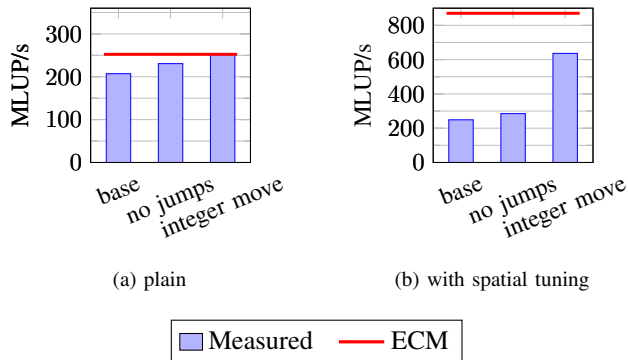 MLUP/s
300
200
100
0
base
no jumps
integer move
(a) plain
MLUP/s
800
600
400
200
0
base
no jumps
integer move
(b) with spatial tuning
Measured ECM